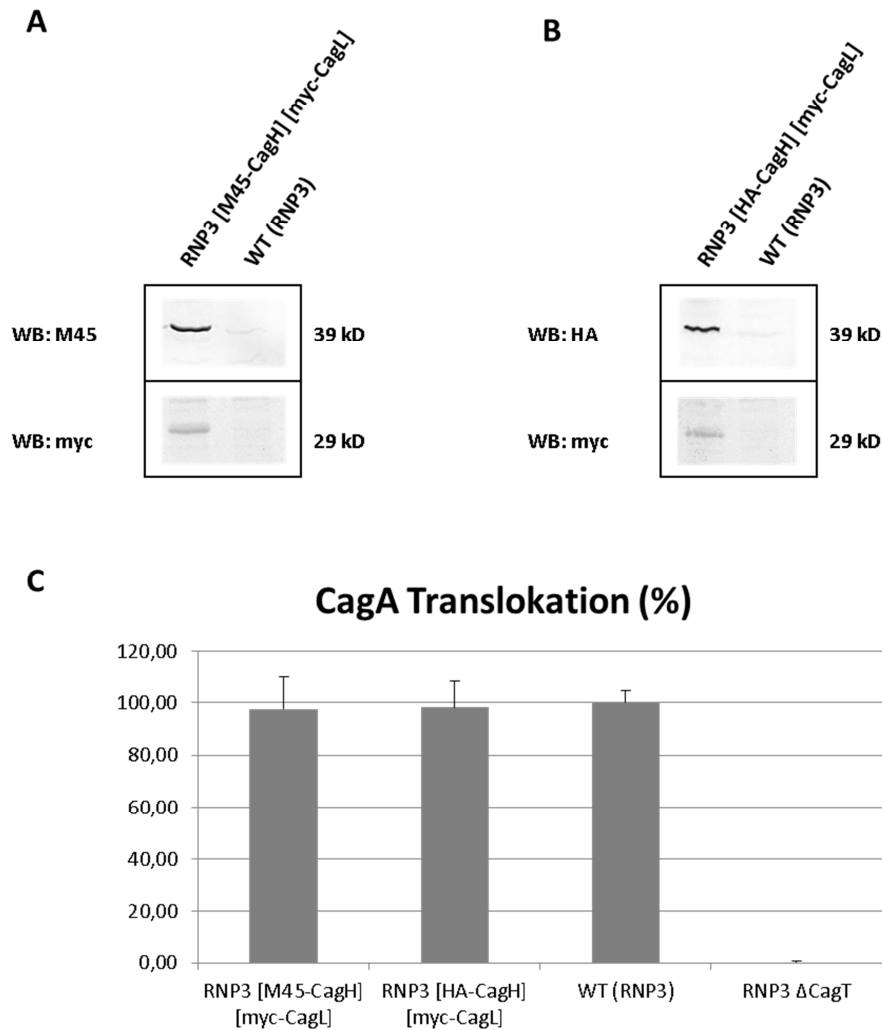 A
RNP3 [M45-CagH] [myc-CagL]
WT (RNP3)
WB: M45
39 kD
WB: myc
29 kD
B
RNP3 [HA-CagH] [myc-CagL]
WT (RNP3)
WB: HA
39 kD
WB: myc
29 kD
C
CagA Translokation (%)
120,00
100,00
80,00
60,00
40,00
20,00
0,00
RNP3 [M45-CagH]
[myc-CagL]
RNP3 [HA-CagH]
[myc-CagL]
WT (RNP3)
RNP3 ΔCagT